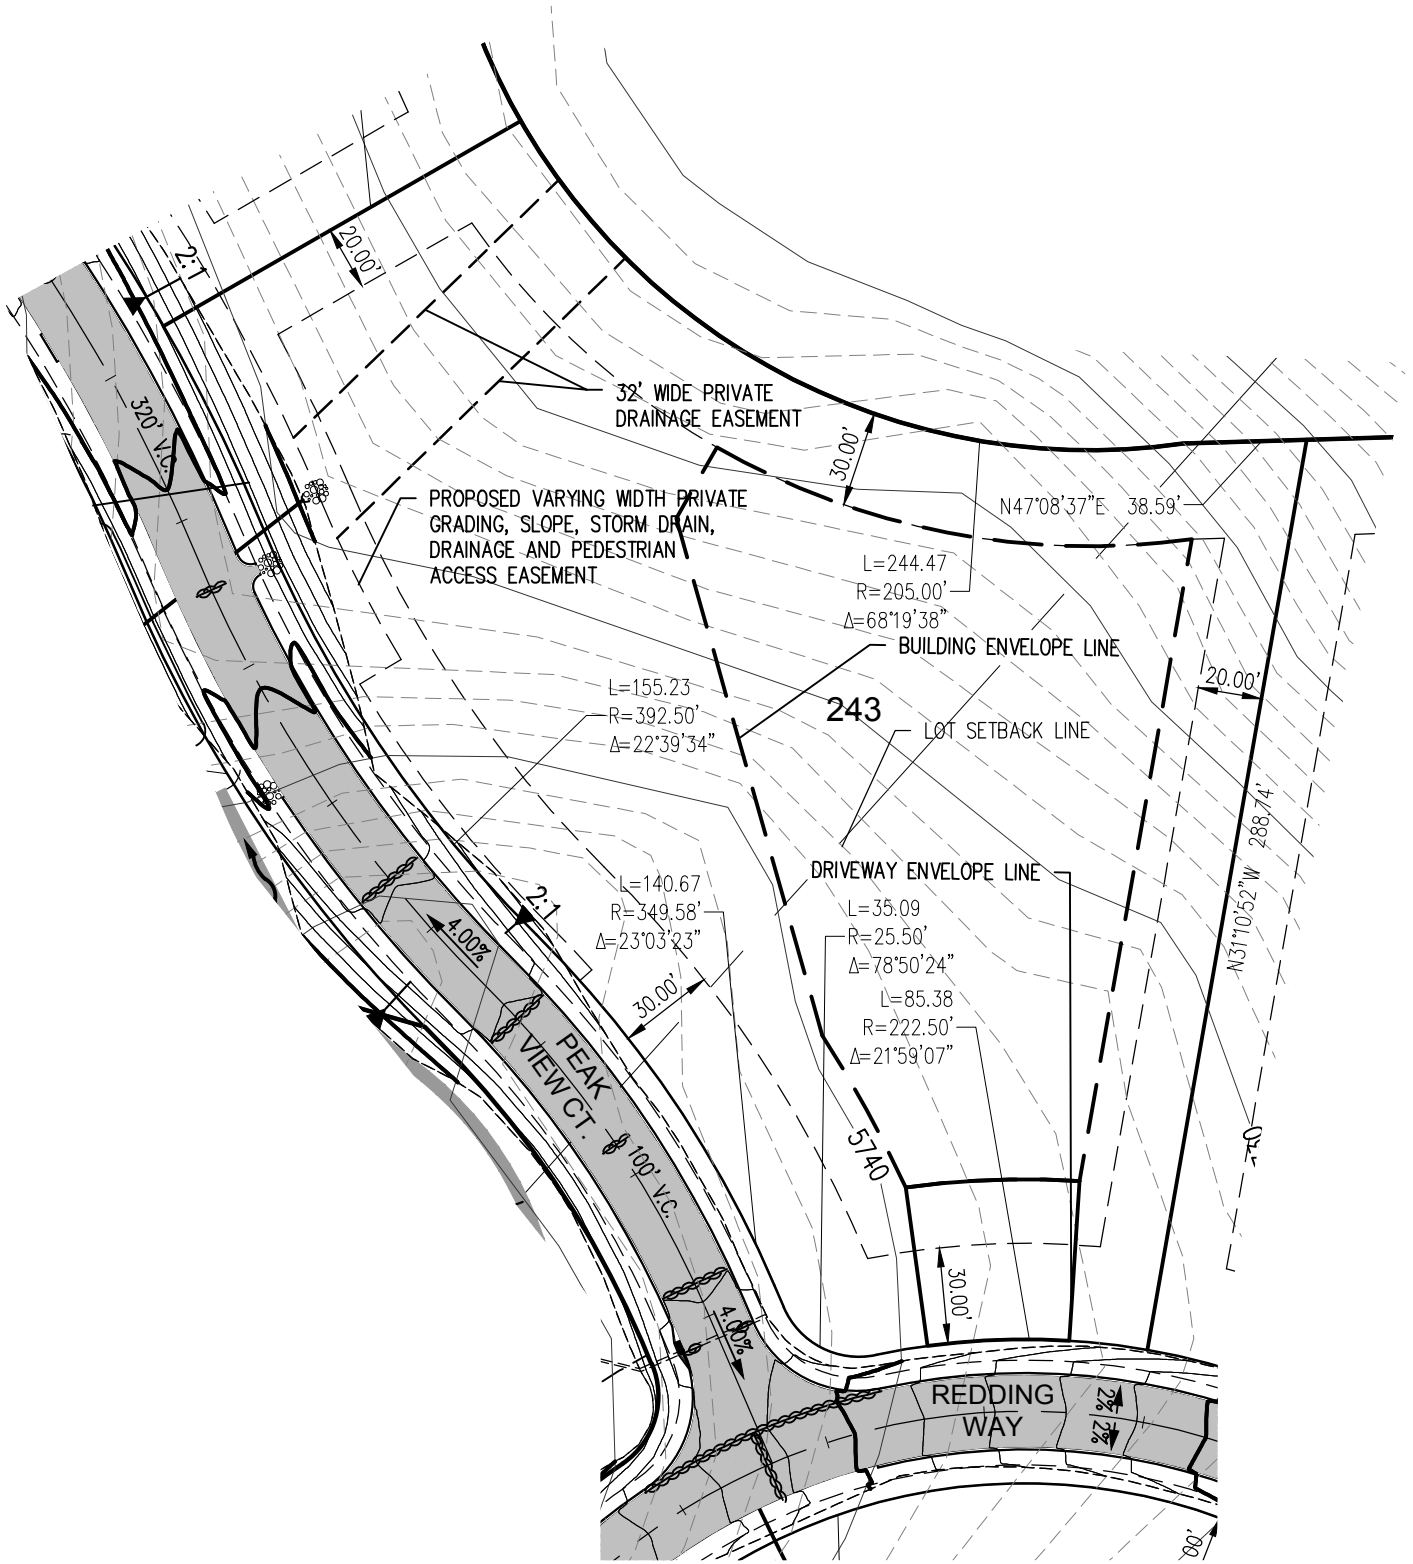 2:1
20.00'
320' V.C.
32' WIDE PRIVATE
DRAINAGE EASEMENT
30.00'
PROPOSED VARYING WIDTH PRIVATE
GRADING, SLOPE, STORM DRAIN,
DRAINAGE AND PEDESTRIAN
ACCESS EASEMENT
N47°08'37"E 38.59'
L=244.47
R=205.00'
Δ=68°19'38"
BUILDING ENVELOPE LINE
20.00'
L=155.23
R=392.50'
Δ=22°39'34"
243
LOT SETBACK LINE
N31°10'52"W 288.74'
DRIVEWAY ENVELOPE LINE
L=140.67
R=349.58'
Δ=23°03'23"
2:1
4.00%
L=35.09
R=25.50'
Δ=78°50'24"
30.00'
L=85.38
R=222.50'
Δ=21°59'07"
PEAK
VIEW CT.
100' V.C.
5740
30.00'
4.00%
REDDING
WAY
2%
2%
00'